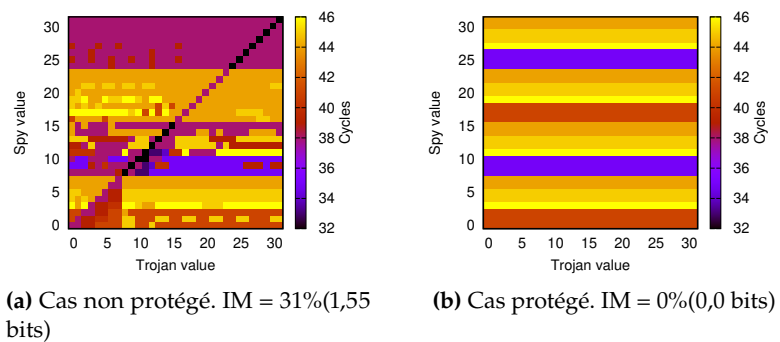 30
25
20
15
10
5
0
Spy value
0 5 10 15 20 25 30
Trojan value
46
44
42
40
38
36
34
32
Cycles
30
25
20
15
10
5
0
Spy value
0 5 10 15 20 25 30
Trojan value
46
44
42
40
38
36
34
32
Cycles
(a) Cas non protégé. IM = 31%(1,55
bits)
(b) Cas protégé. IM = 0%(0,0 bits)